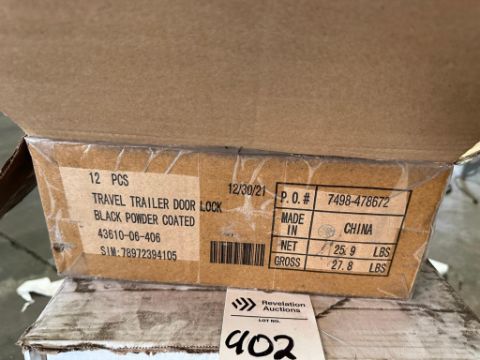 12 PCS
TRAVEL TRAILER DOOR LOCK
BLACK POWDER COATED
43610-06-406
SIM:78972394105
12/30/21
P.O.# 7498-478672
MADE IN CHINA
NET 25.9 LBS
GROSS 27.8 LBS
Revelation
Auctions
LOT NO.
902